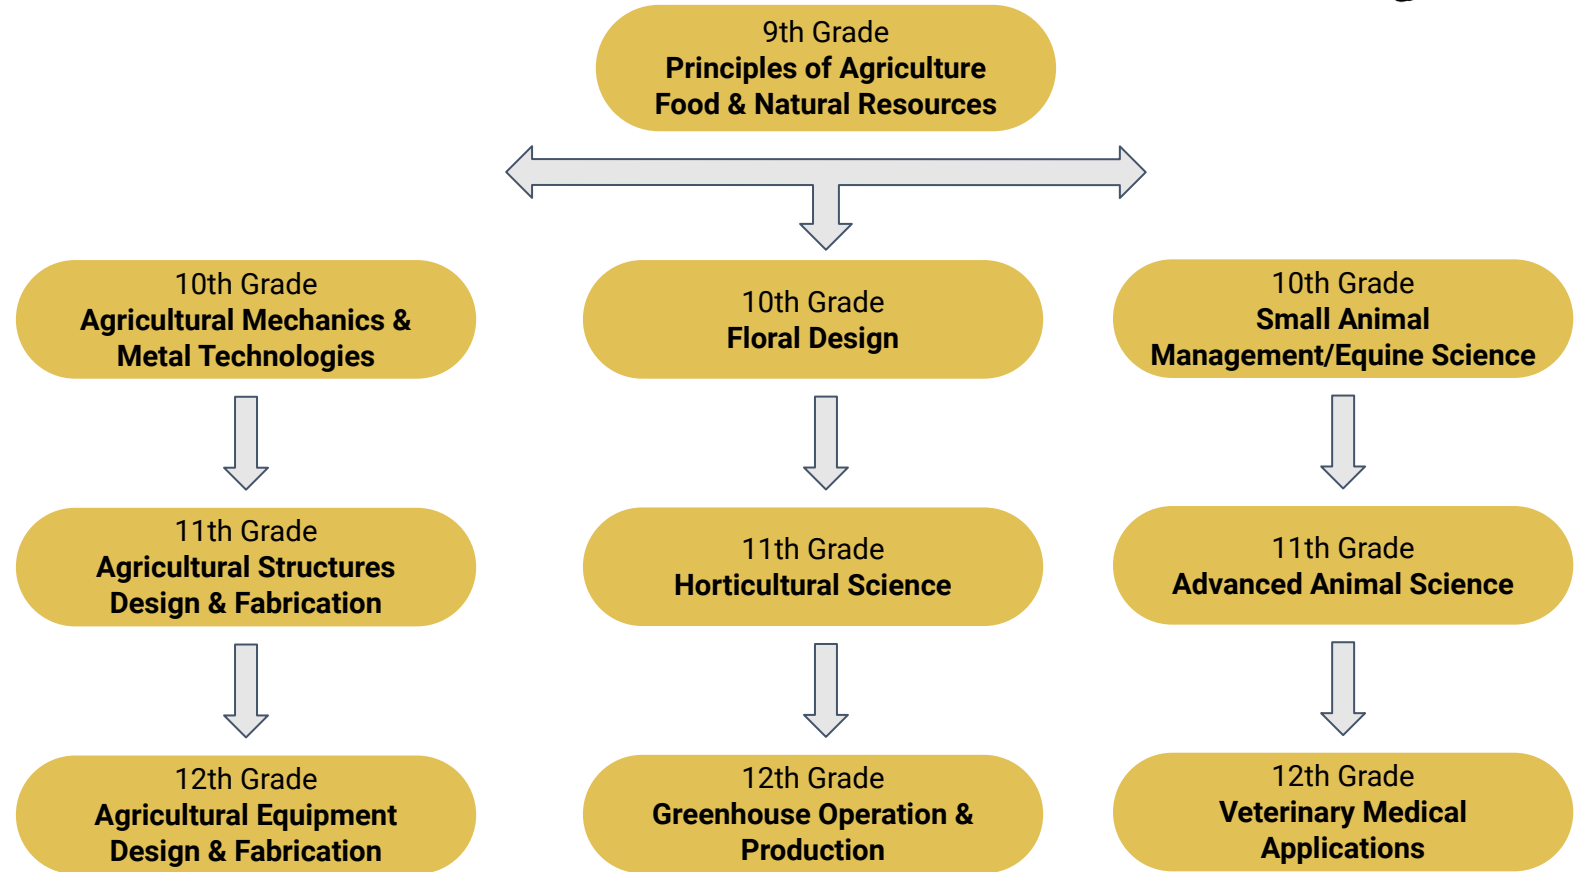 9th Grade
Principles of Agriculture
Food & Natural Resources
10th Grade
Agricultural Mechanics &
Metal Technologies
10th Grade
Floral Design
10th Grade
Small Animal
Management/Equine Science
11th Grade
Agricultural Structures
Design & Fabrication
11th Grade
Horticultural Science
11th Grade
Advanced Animal Science
12th Grade
Agricultural Equipment
Design & Fabrication
12th Grade
Greenhouse Operation &
Production
12th Grade
Veterinary Medical
Applications